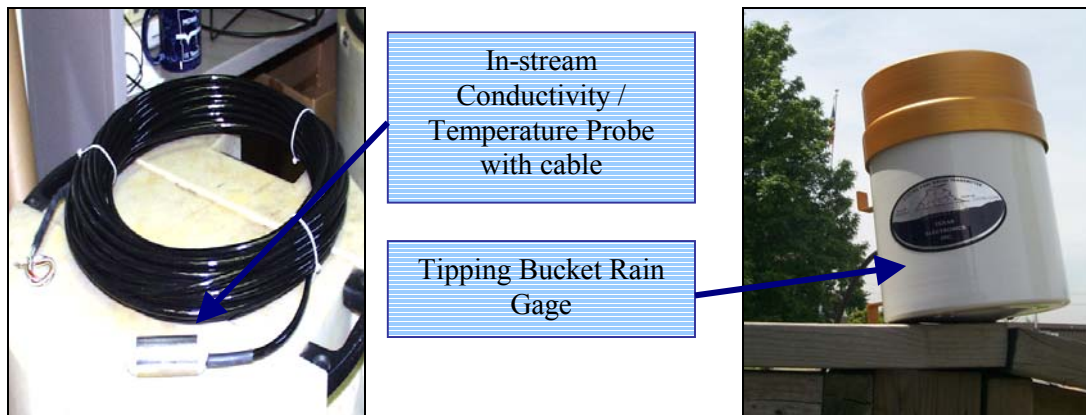 In-stream
Conductivity /
Temperature Probe
with cable
Tipping Bucket Rain
Gage
TEXAS
ELECTRONICS
INC.